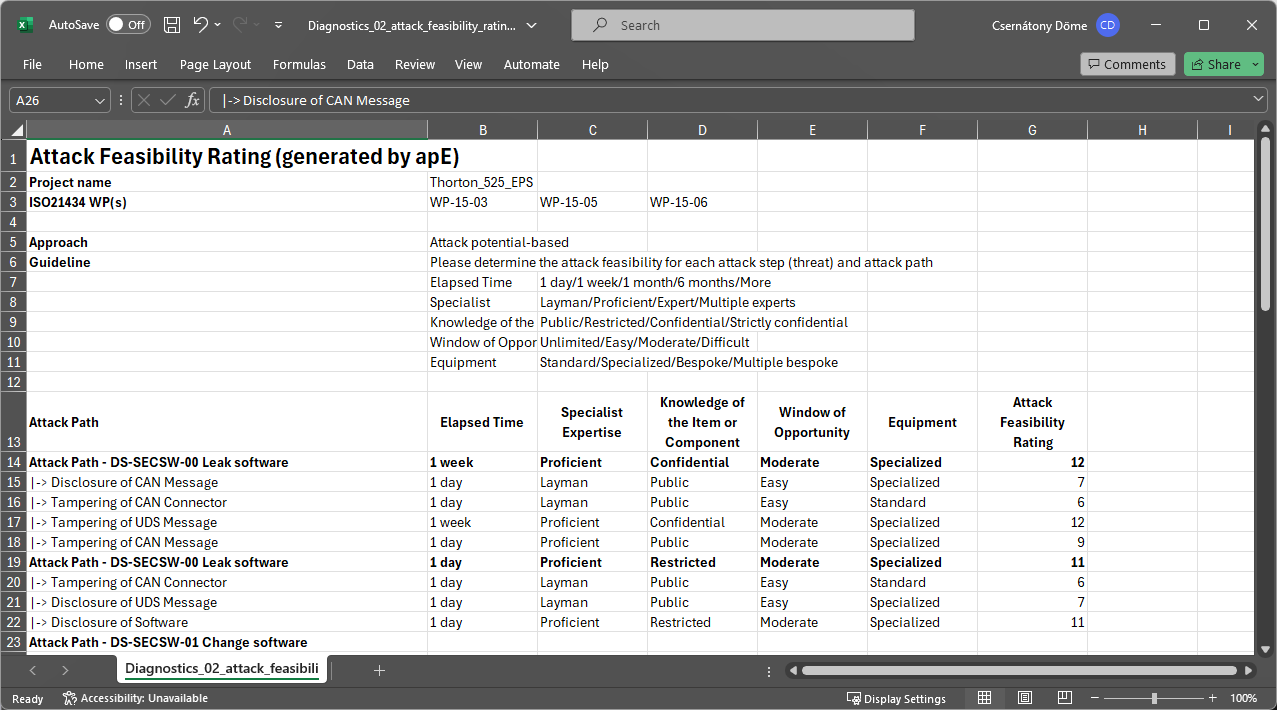 AutoSave Off Diagnostics_02_attack_feasibility_ratin... Search Csernátony Döme CD
File Home Insert Page Layout Formulas Data Review View Automate Help Comments Share
A26 fx |-> Disclosure of CAN Message
A B C D E F G H I
1 Attack Feasibility Rating (generated by apE)
2 Project name Thorton_525_EPS
3 ISO21434 WP(s) WP-15-03 WP-15-05 WP-15-06
4
5 Approach Attack potential-based
6 Guideline Please determine the attack feasibility for each attack step (threat) and attack path
7 Elapsed Time 1 day/1 week/1 month/6 months/More
8 Specialist Layman/Proficient/Expert/Multiple experts
9 Knowledge of the Public/Restricted/Confidential/Strictly confidential
10 Window of Oppor Unlimited/Easy/Moderate/Difficult
11 Equipment Standard/Specialized/Bespoke/Multiple bespoke
12
13 Attack Path Elapsed Time Specialist Expertise Knowledge of the Item or Component Window of Opportunity Equipment Attack Feasibility Rating
14 Attack Path - DS-SECSW-00 Leak software 1 week Proficient Confidential Moderate Specialized 12
15 |-> Disclosure of CAN Message 1 day Layman Public Easy Specialized 7
16 |-> Tampering of CAN Connector 1 day Layman Public Easy Standard 6
17 |-> Tampering of UDS Message 1 week Proficient Confidential Moderate Specialized 12
18 |-> Tampering of CAN Message 1 day Proficient Public Moderate Specialized 9
19 Attack Path - DS-SECSW-00 Leak software 1 day Proficient Restricted Moderate Specialized 11
20 |-> Tampering of CAN Connector 1 day Layman Public Easy Standard 6
21 |-> Disclosure of UDS Message 1 day Layman Public Easy Specialized 7
22 |-> Disclosure of Software 1 day Proficient Restricted Moderate Specialized 11
23 Attack Path - DS-SECSW-01 Change software
Diagnostics_02_attack_feasibili
Ready Accessibility: Unavailable Display Settings 100%